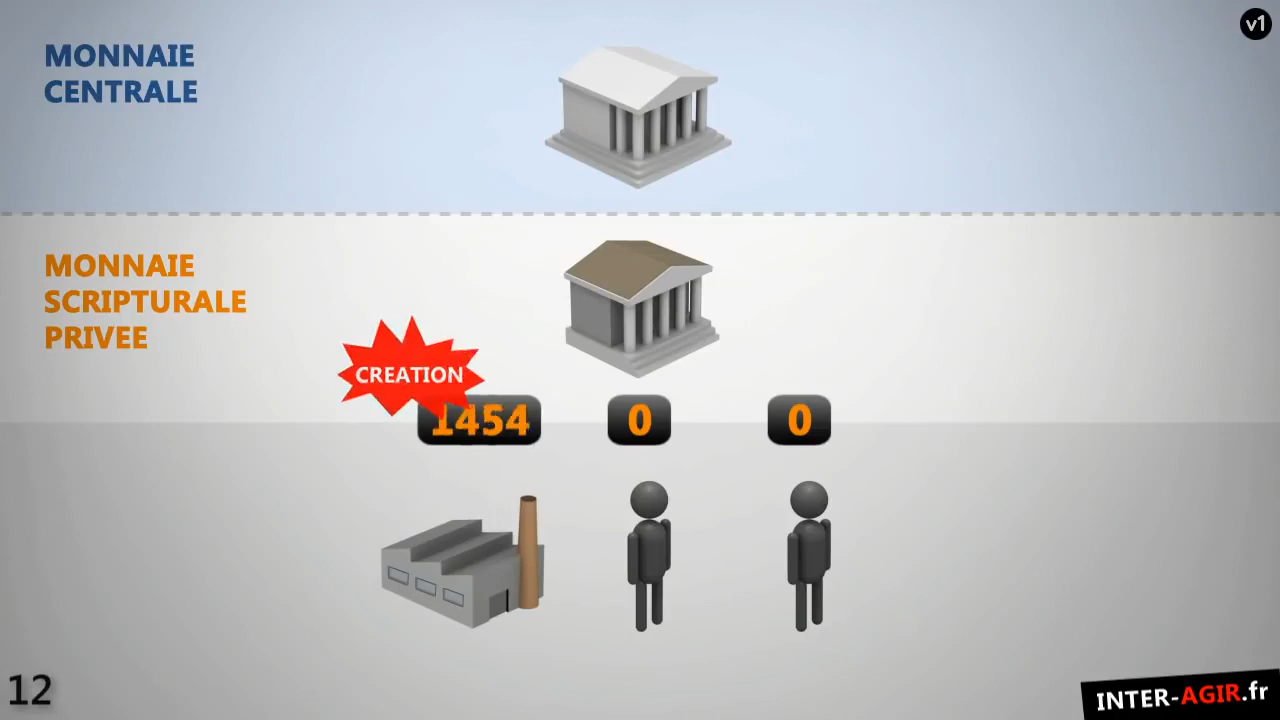 v1
MONNAIE
CENTRALE
MONNAIE
SCRIPTURALE
PRIVEE
CREATION
1454 0 0
12
INTER-AGIR.fr